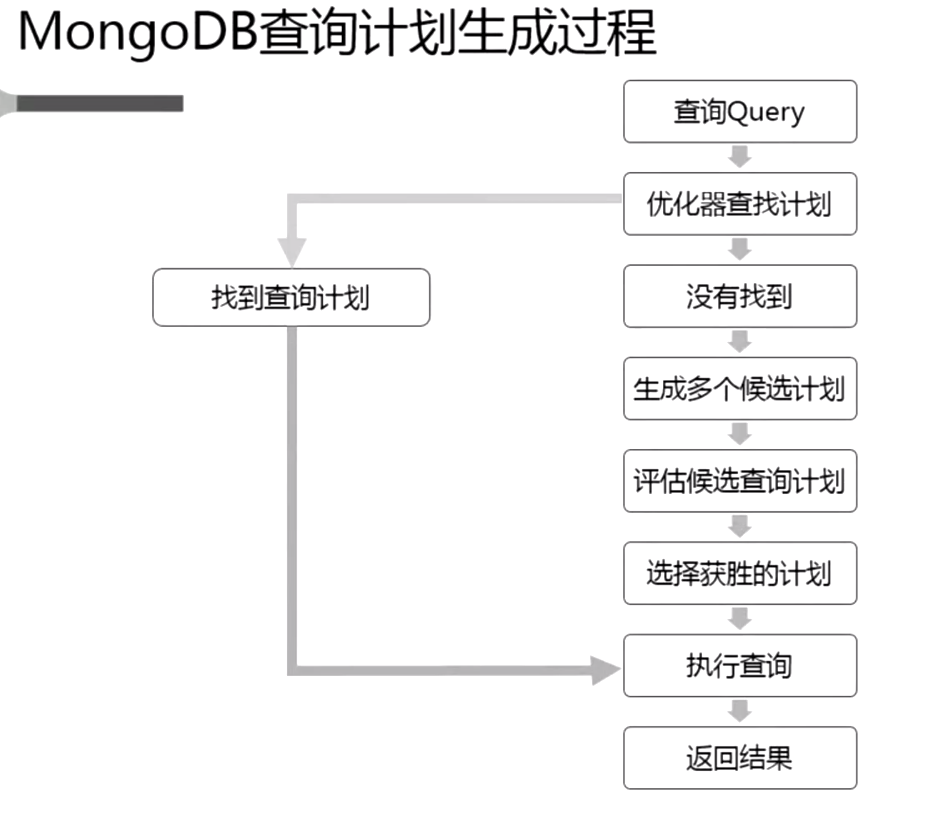 MongoDB查询计划生成过程
查询Query
优化器查找计划
找到查询计划
没有找到
生成多个候选计划
评估候选查询计划
选择获胜的计划
执行查询
返回结果